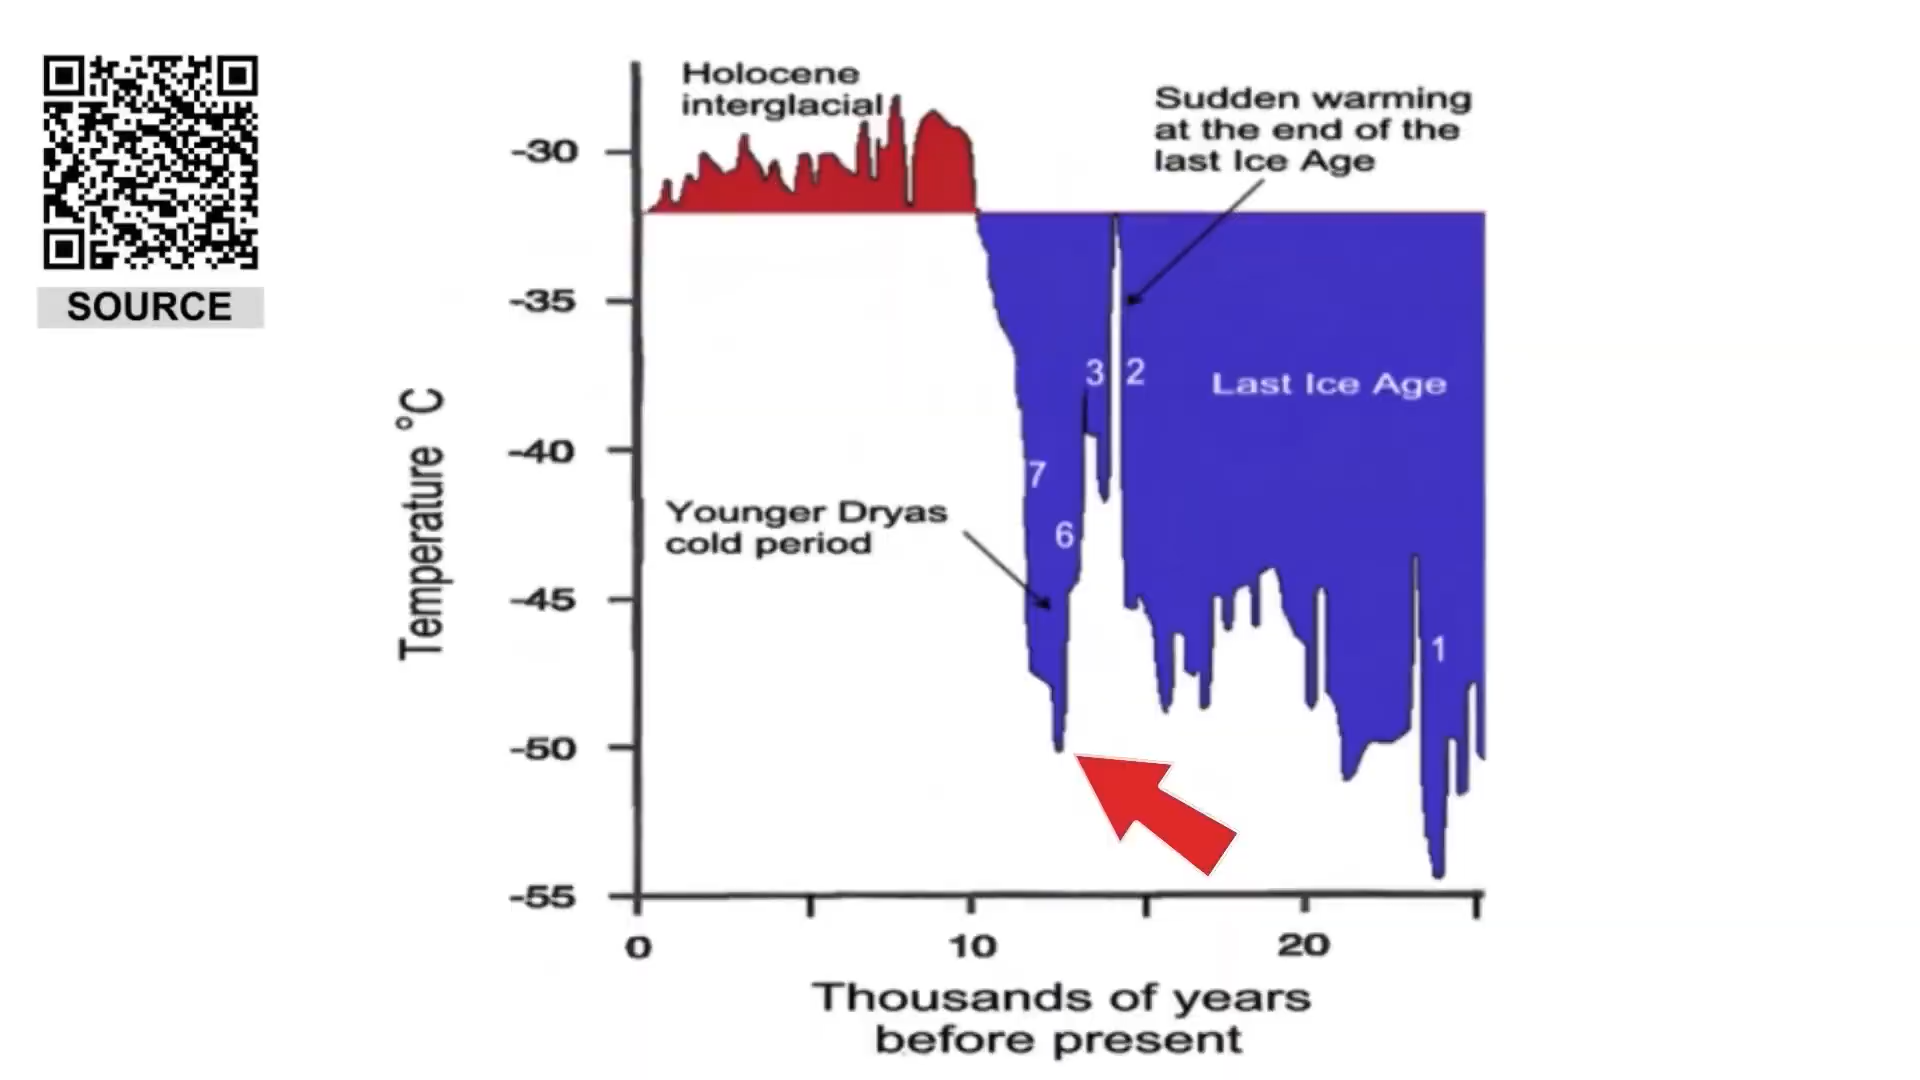 SOURCE
Holocene
interglacial
Sudden warming
at the end of the
last Ice Age
-30
-35
-40
-45
-50
-55
Temperature °C
3
2
Last Ice Age
7
6
Younger Dryas
cold period
1
0
10
20
Thousands of years
before present